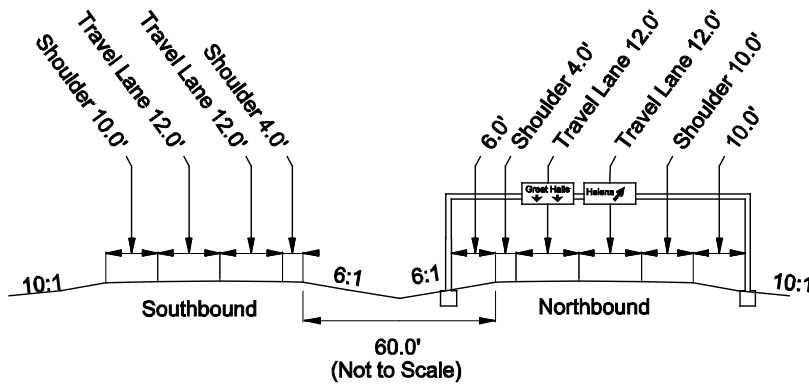 Shoulder 10.0'
Travel Lane 12.0'
Travel Lane 12.0'
Shoulder 4.0'
6.0'
Shoulder 4.0'
Travel Lane 12.0'
Travel Lane 12.0'
Shoulder 10.0'
10.0'
Great Halls
Helena
10:1
6:1
6:1
10:1
Southbound
Northbound
60.0'
(Not to Scale)